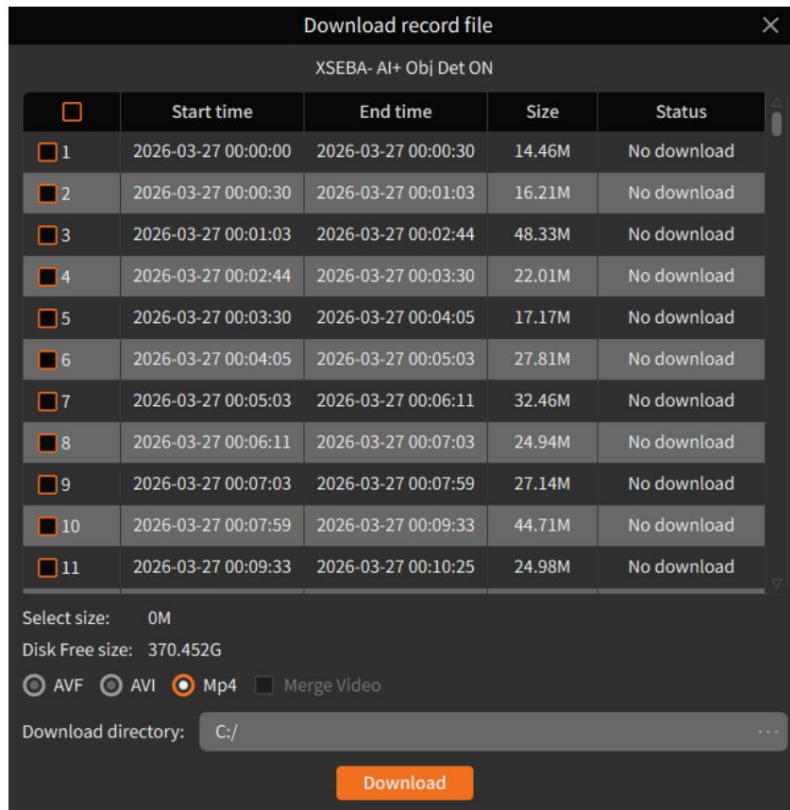 Download record file
XSEBA- AI+ Obj Det ON
Start time End time Size Status
1 2026-03-27 00:00:00 2026-03-27 00:00:30 14.46M No download
2 2026-03-27 00:00:30 2026-03-27 00:01:03 16.21M No download
3 2026-03-27 00:01:03 2026-03-27 00:02:44 48.33M No download
4 2026-03-27 00:02:44 2026-03-27 00:03:30 22.01M No download
5 2026-03-27 00:03:30 2026-03-27 00:04:05 17.17M No download
6 2026-03-27 00:04:05 2026-03-27 00:05:03 27.81M No download
7 2026-03-27 00:05:03 2026-03-27 00:06:11 32.46M No download
8 2026-03-27 00:06:11 2026-03-27 00:07:03 24.94M No download
9 2026-03-27 00:07:03 2026-03-27 00:07:59 27.14M No download
10 2026-03-27 00:07:59 2026-03-27 00:09:33 44.71M No download
11 2026-03-27 00:09:33 2026-03-27 00:10:25 24.98M No download
Select size: 0M
Disk Free size: 370.452G
AVF AVI Mp4 Merge Video
Download directory: C:/ ...
Download